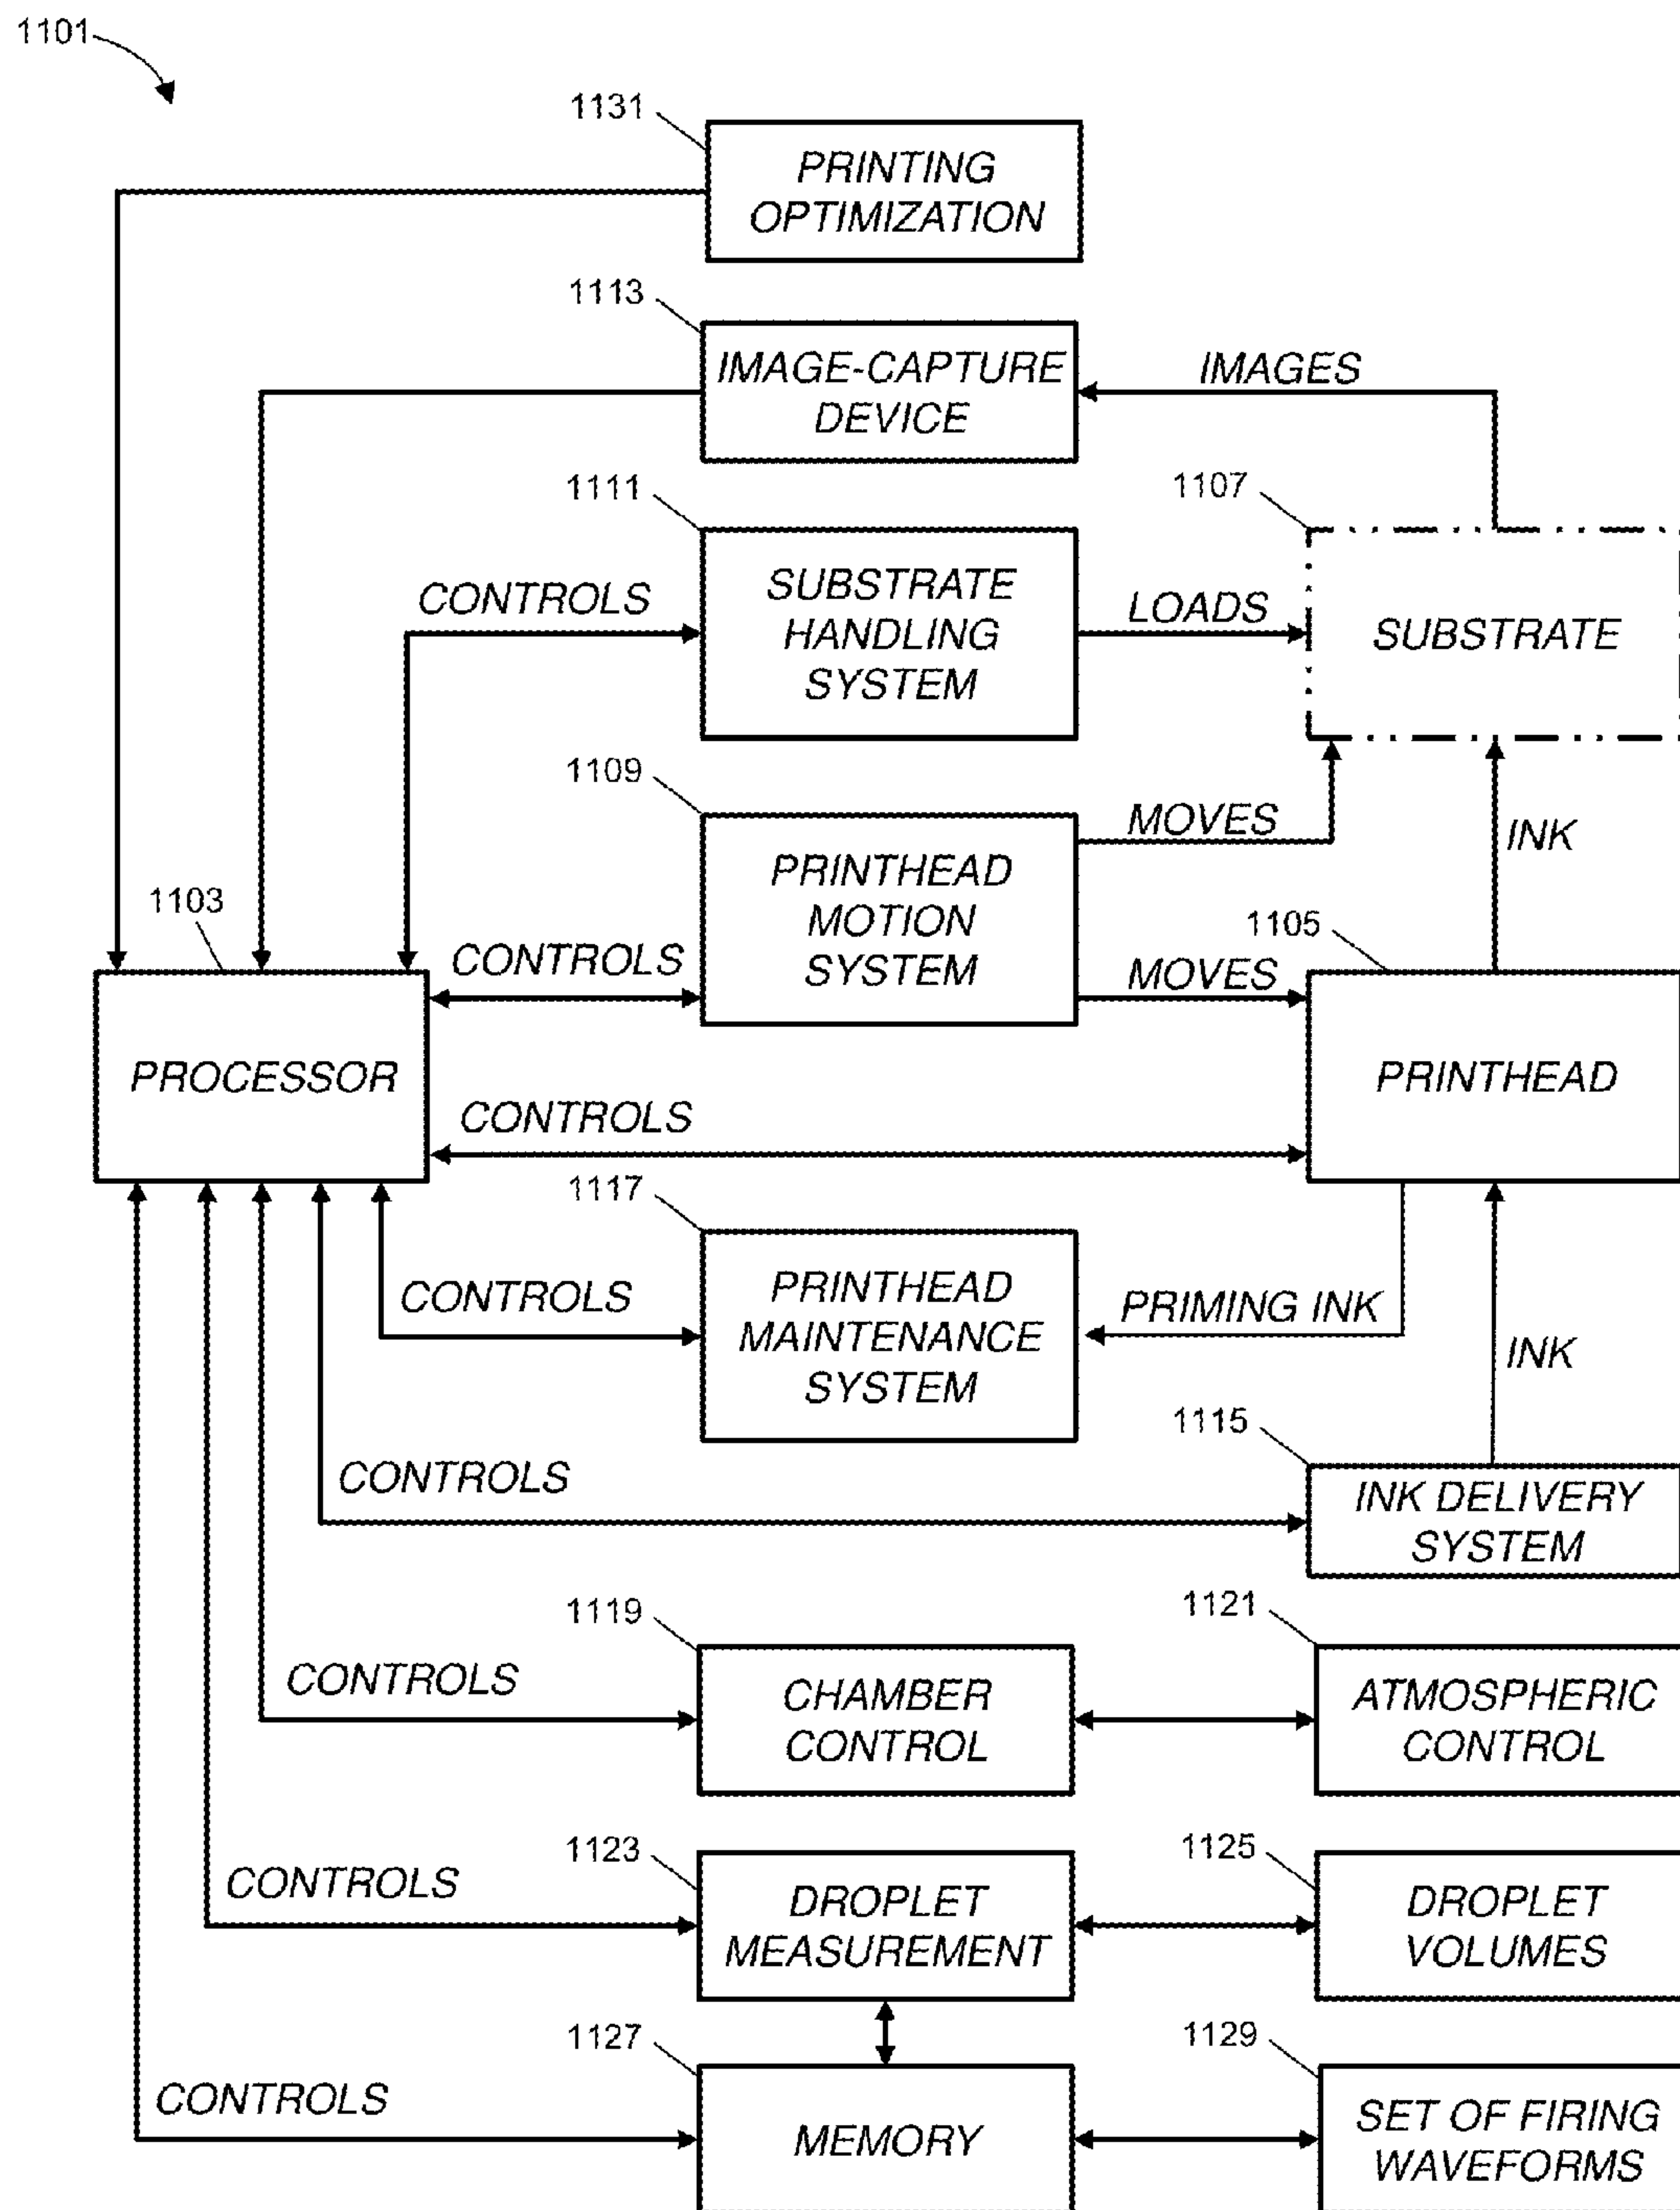 1101
1131
PRINTING
OPTIMIZATION
1113
IMAGE-CAPTURE
DEVICE
IMAGES
1111
1107
CONTROLS
SUBSTRATE
HANDLING
SYSTEM
LOADS
SUBSTRATE
1109
MOVES
INK
PRINTHEAD
MOTION
SYSTEM
1103
1105
CONTROLS
MOVES
PROCESSOR
PRINTHEAD
CONTROLS
1117
CONTROLS
PRINTHEAD
MAINTENANCE
SYSTEM
PRIMING INK
INK
1115
CONTROLS
INK DELIVERY
SYSTEM
1119
1121
CONTROLS
CHAMBER
CONTROL
ATMOSPHERIC
CONTROL
1123
1125
CONTROLS
DROPLET
MEASUREMENT
DROPLET
VOLUMES
1127
1129
CONTROLS
MEMORY
SET OF FIRING
WAVEFORMS